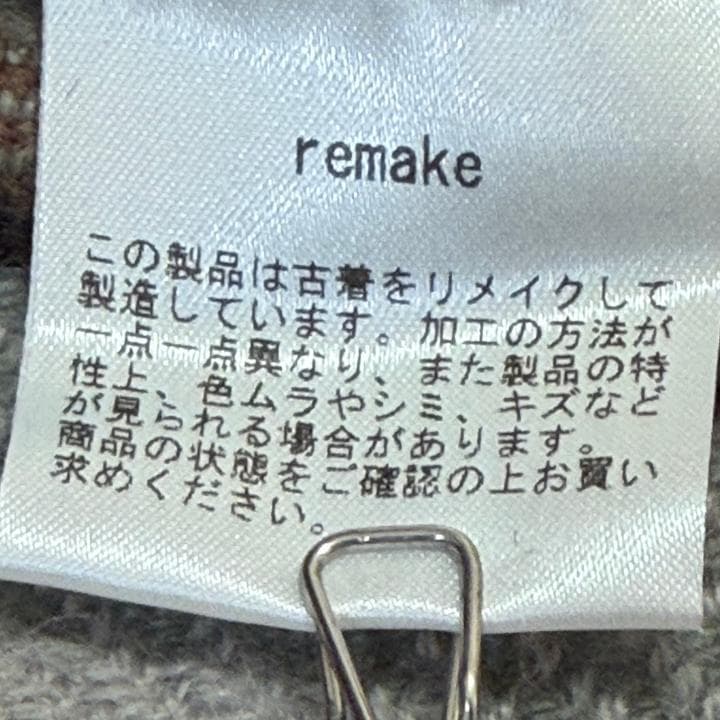 remake
この製品は古着をリメイクして
製造しています。加工の方法が
一点一点異なり、また製品の特
性上、色ムラやシミ、キズなど
が見られる場合があります。
商品の状態をご確認の上お買い
求めください。